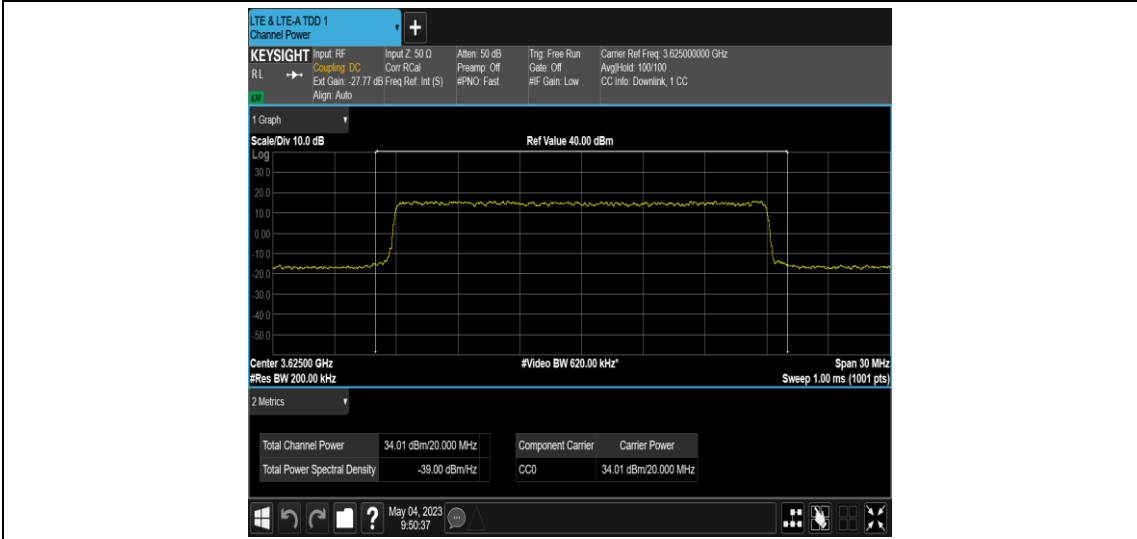 LTE & LTE-A TDD 1
Channel Power
+
KEYSIGHT
RL
LXI
Input: RF
Coupling: DC
Ext Gain: -27.77 dB
Align: Auto
Input Z: 50 Ω
Corr RCal
Freq Ref: Int (S)
Atten: 50 dB
Preamp: Off
#PNO: Fast
Trig: Free Run
Gate: Off
#IF Gain: Low
Carrier Ref Freq: 3.625000000 GHz
Avg|Hold: 100/100
CC Info: Downlink, 1 CC
1 Graph
Scale/Div 10.0 dB
Ref Value 40.00 dBm
Log
30.0
20.0
10.0
0.00
-10.0
-20.0
-30.0
-40.0
-50.0
Center 3.62500 GHz
#Video BW 620.00 kHz*
Span 30 MHz
#Res BW 200.00 kHz
Sweep 1.00 ms (1001 pts)
2 Metrics
Total Channel Power 34.01 dBm/20.000 MHz
Total Power Spectral Density -39.00 dBm/Hz
Component Carrier Carrier Power
CC0 34.01 dBm/20.000 MHz
?
May 04, 2023
9:50:37